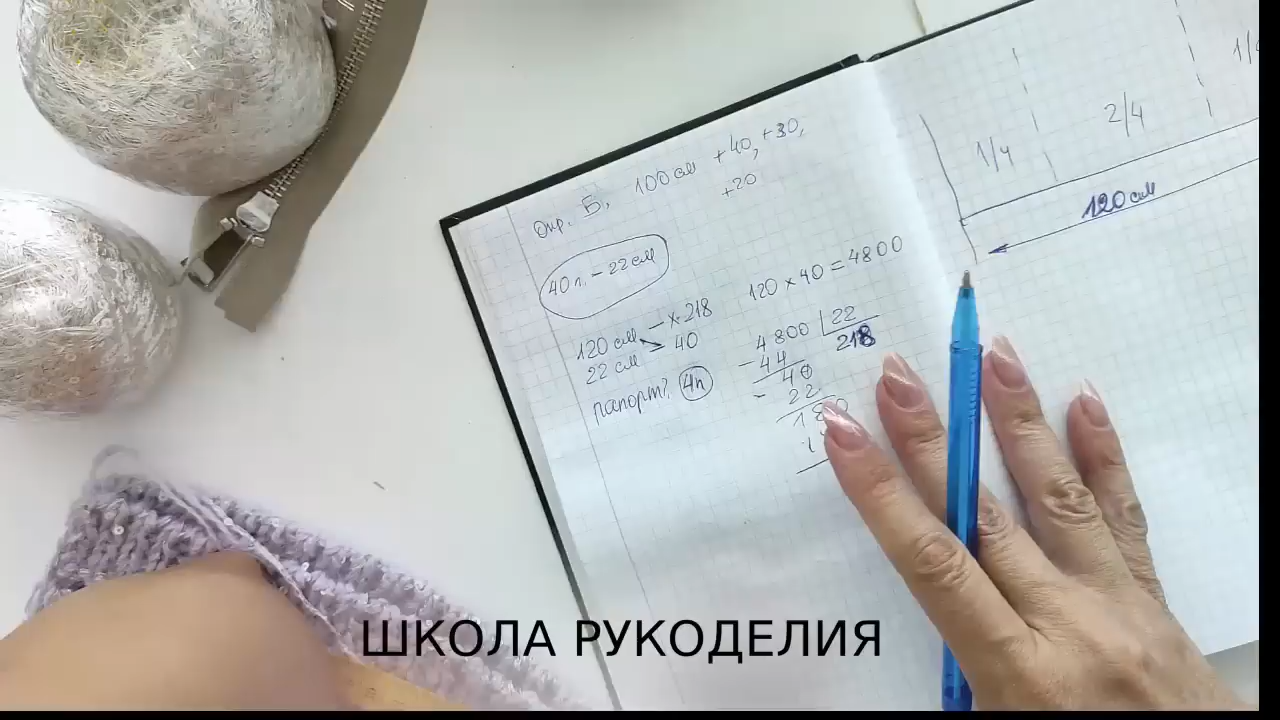 Окр. Б, 100 см +40, +30,
+20
40 п. – 22 см
120 см — x 218
22 см — 40
рапорт? 4п
120 x 40 = 4800
4800 22
- 44 218
40
- 22
180
1/4 2/4
120 см
ШКОЛА РУКОДЕЛИЯ